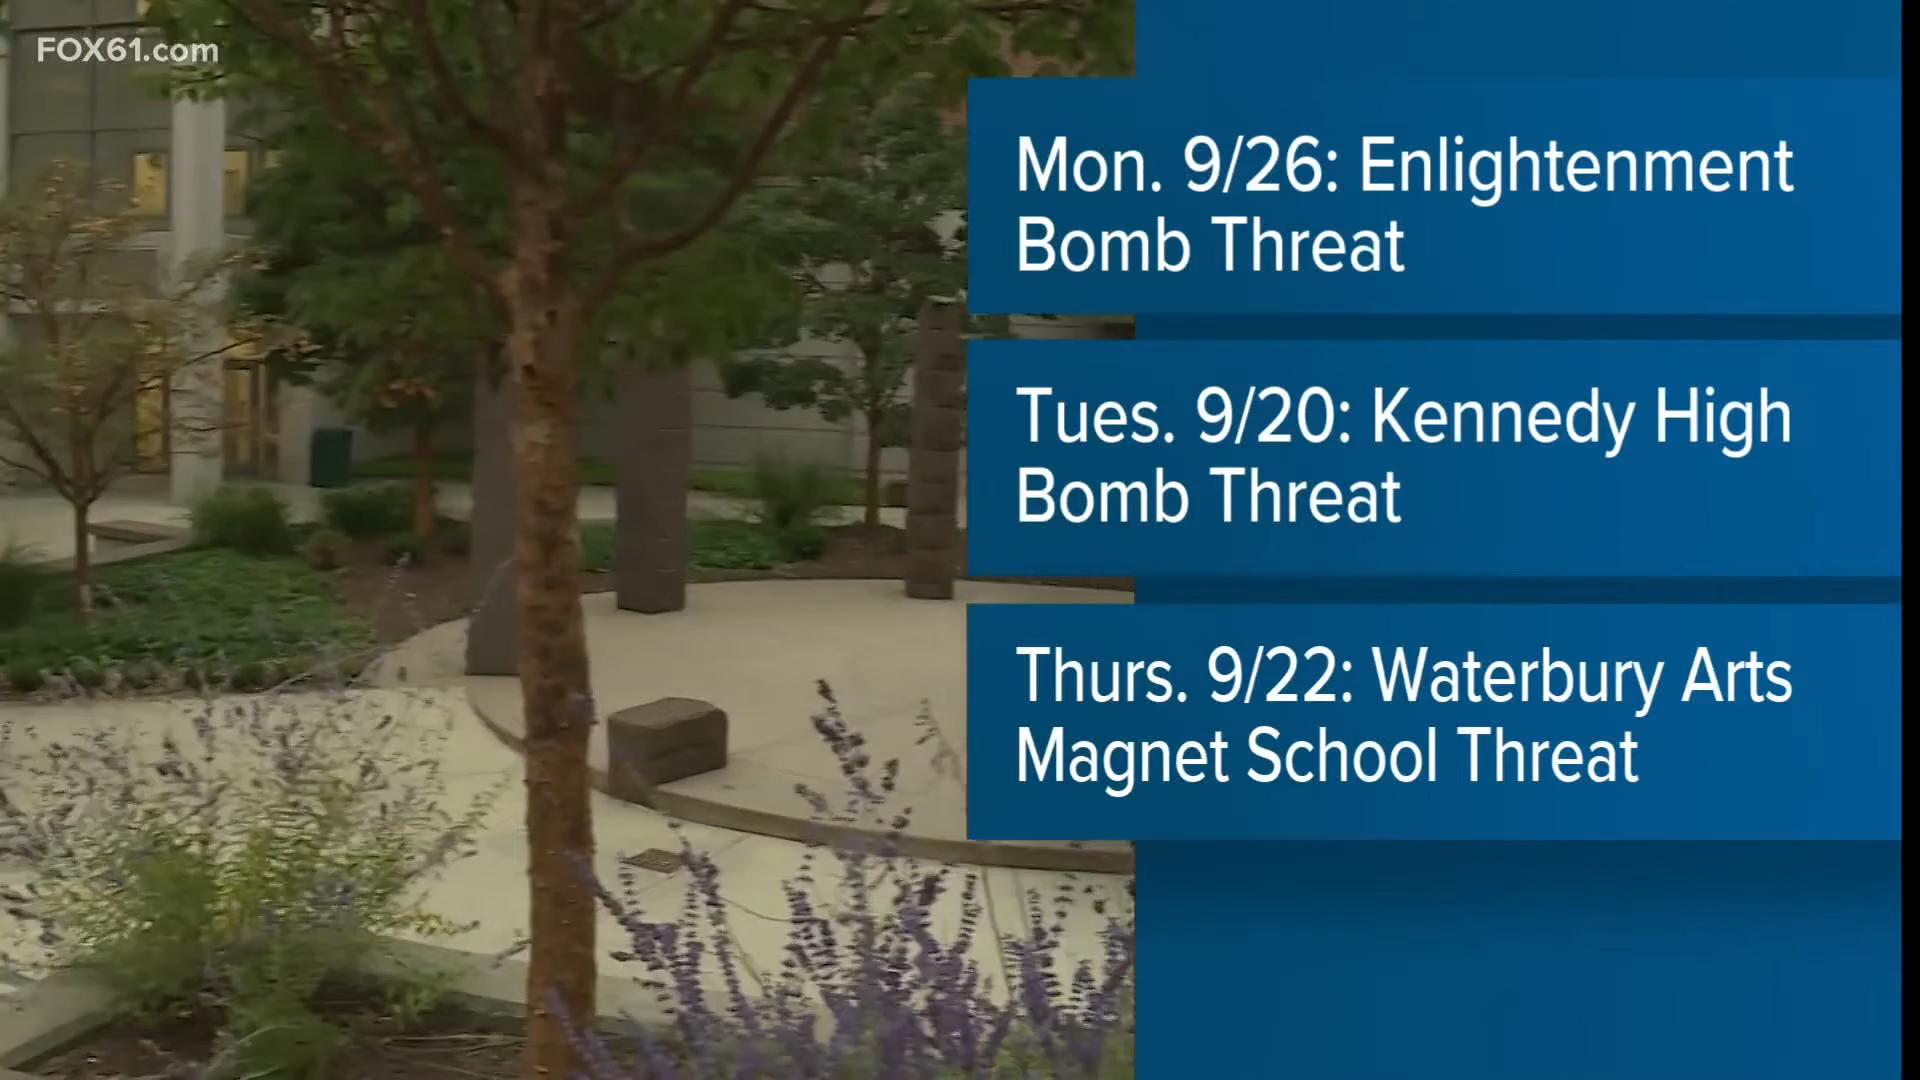 FOX61.com
Mon. 9/26: Enlightenment
Bomb Threat
Tues. 9/20: Kennedy High
Bomb Threat
Thurs. 9/22: Waterbury Arts
Magnet School Threat